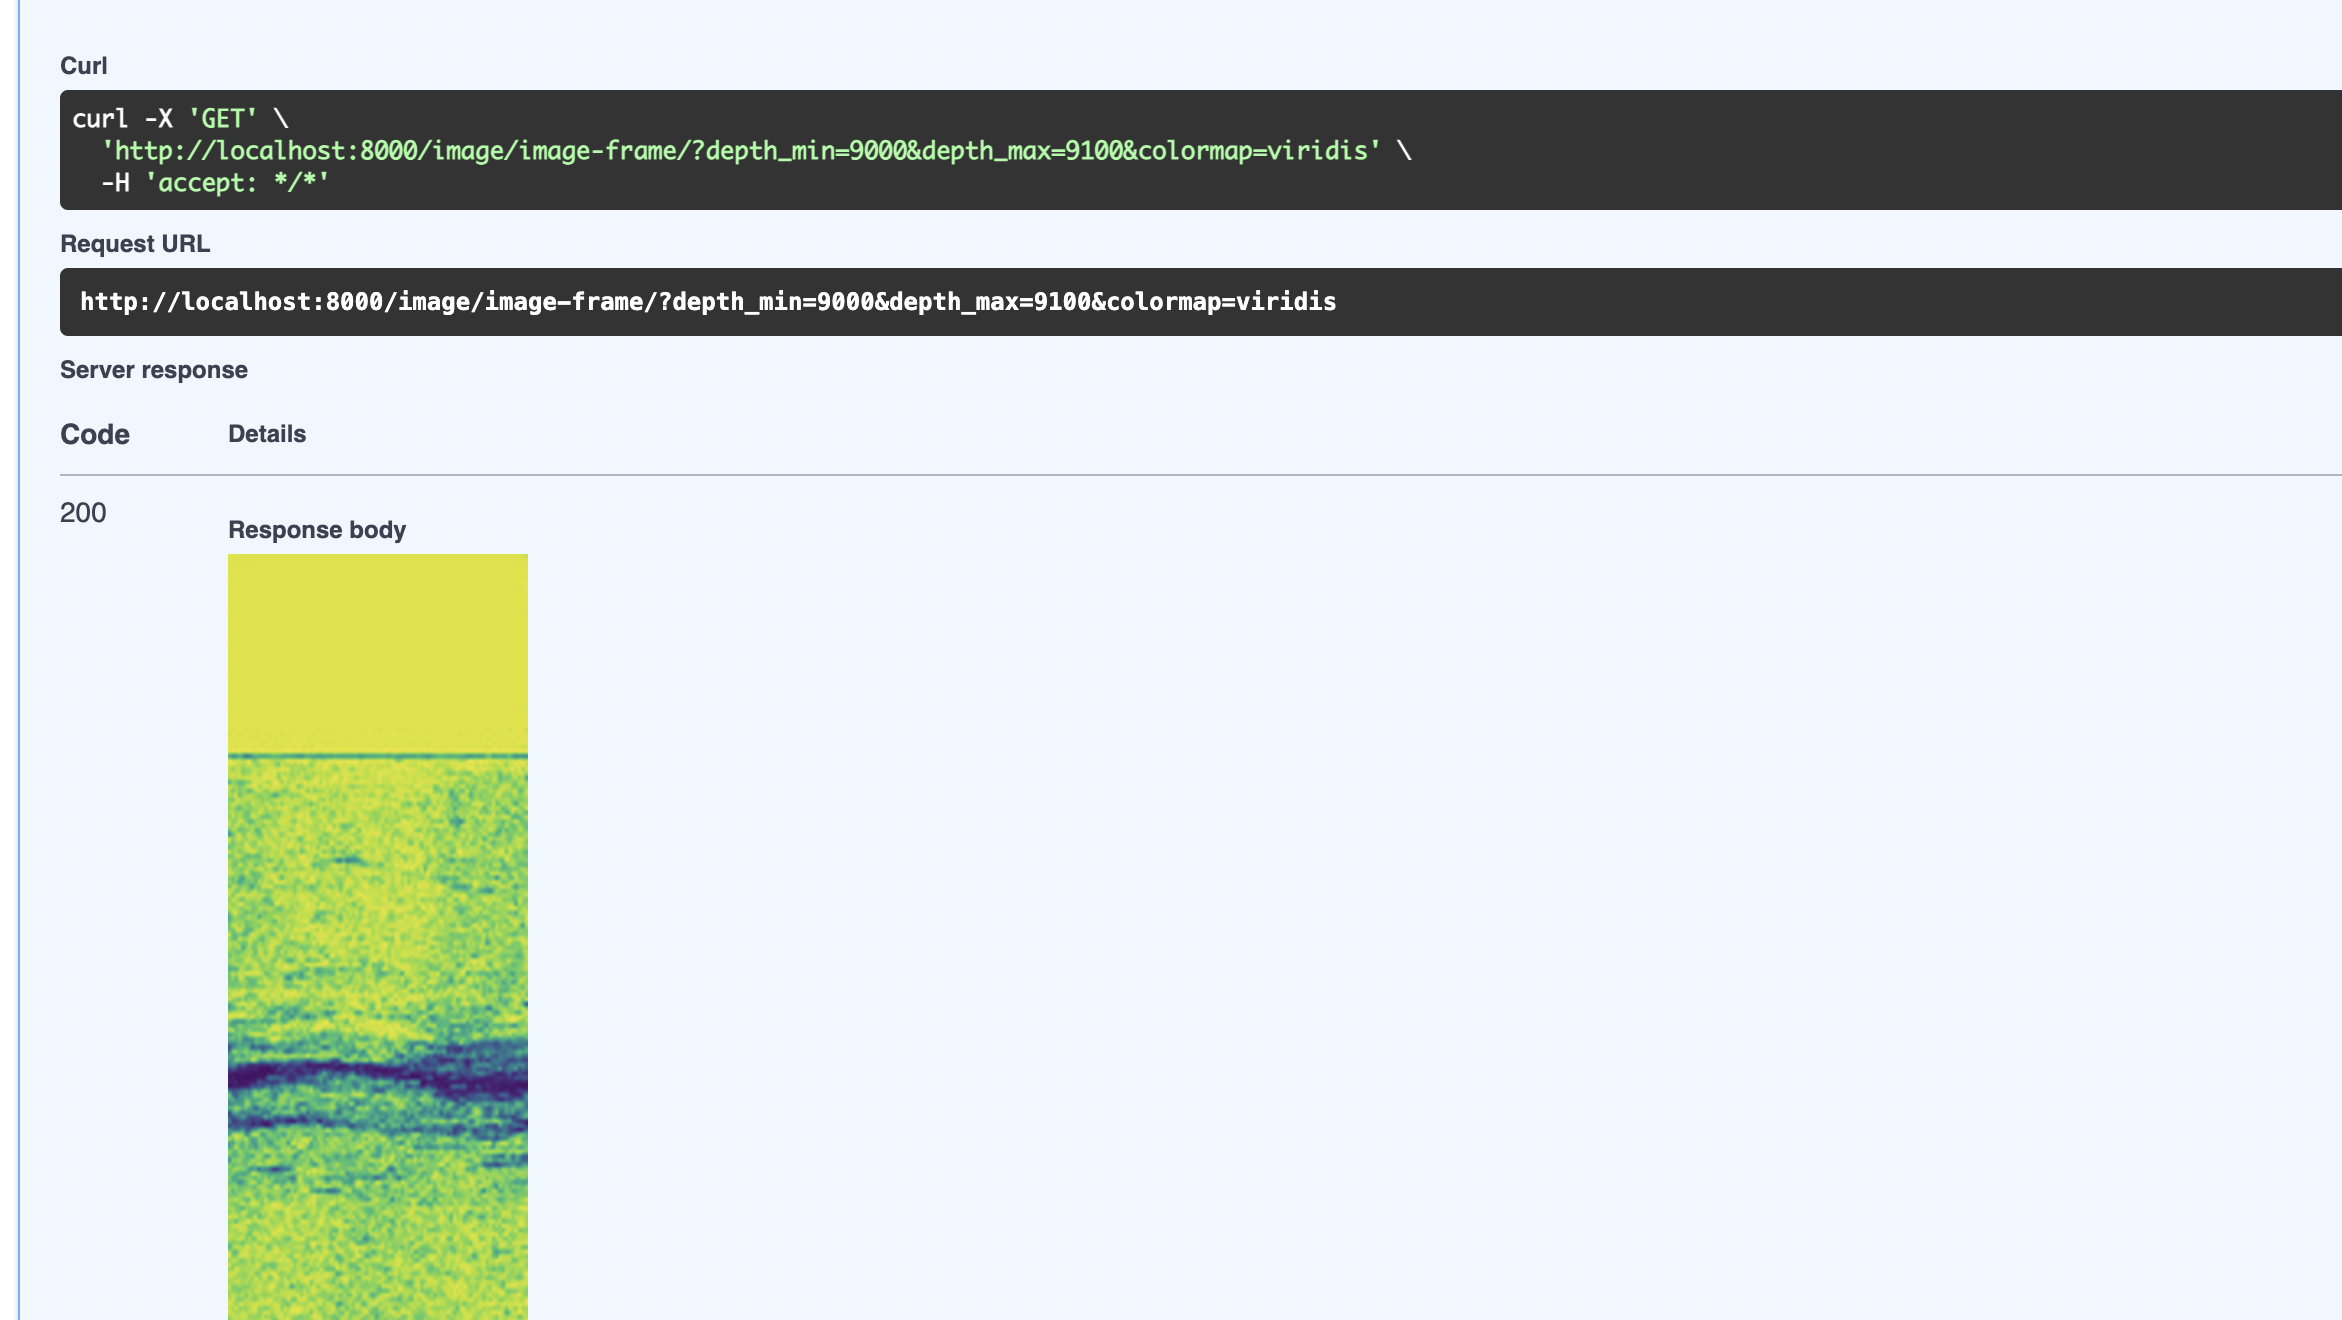 Curl
curl -X 'GET' \
'http://localhost:8000/image/image-frame/?depth_min=9000&depth_max=9100&colormap=viridis' \
-H 'accept: */*'
Request URL
http://localhost:8000/image/image-frame/?depth_min=9000&depth_max=9100&colormap=viridis
Server response
Code Details
200
Response body